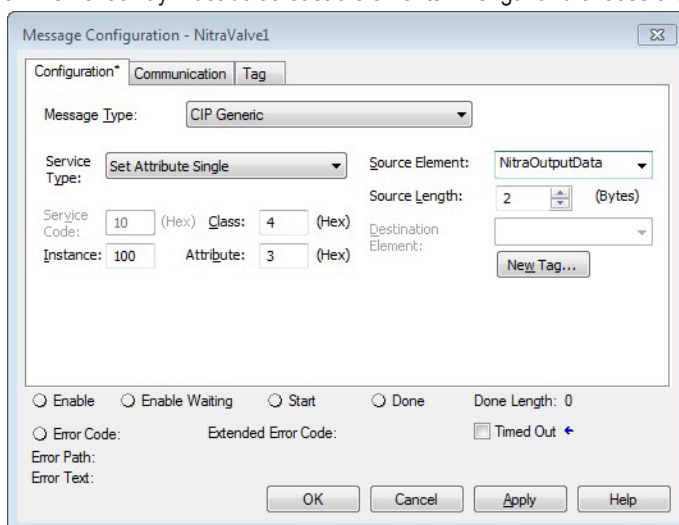 Message Configuration - NitraValve1
Configuration* Communication Tag
Message Type: CIP Generic
Service Type: Set Attribute Single Source Element: NitraOutputData
Source Length: 2 (Bytes)
Service Code: 10 (Hex) Class: 4 (Hex) Destination Element:
Instance: 100 Attribute: 3 (Hex) New Tag...
Enable Enable Waiting Start Done Done Length: 0
Error Code: Extended Error Code: Timed Out
Error Path:
Error Text:
OK Cancel Apply Help